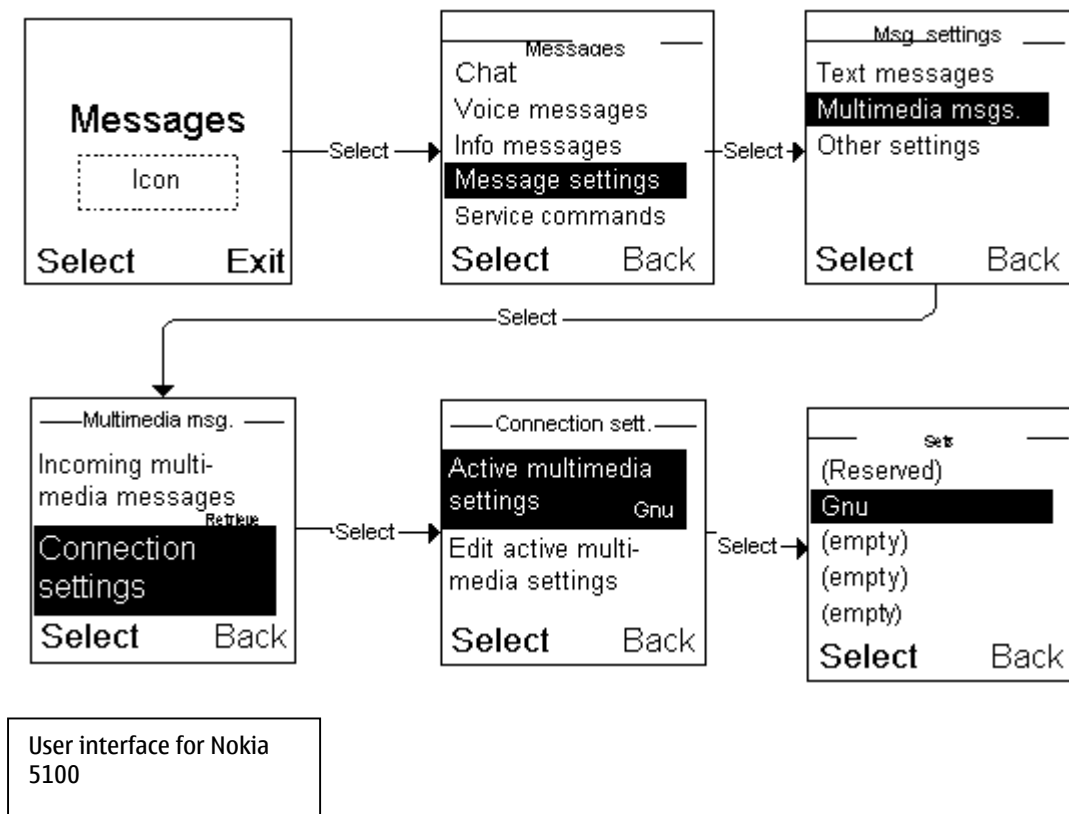 Messages
Icon
Select Exit
Select
Messages
Chat
Voice messages
Info messages
Message settings
Service commands
Select Back
Select
Msg. settings
Text messages
Multimedia msgs.
Other settings
Select Back
Select
Multimedia msg.
Incoming multi-
media messages
Retrieve
Connection
settings
Select Back
Select
Connection sett.
Active multimedia
settings Gnu
Edit active multi-
media settings
Select Back
Select
Sets
(Reserved)
Gnu
(empty)
(empty)
(empty)
Select Back
User interface for Nokia
5100